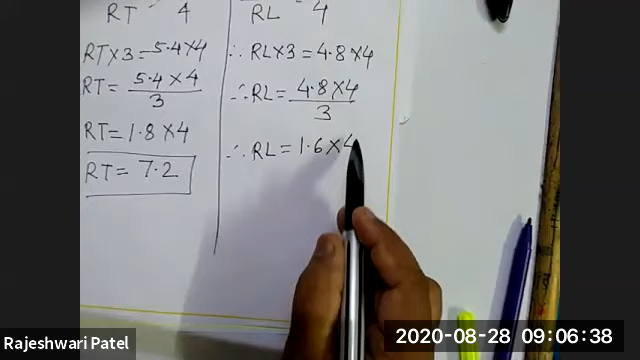 RT 4
RT×3=5.4×4
RT= 5.4×4
3
RT=1.8×4
RT= 7.2
RL 4
∴ RL×3=4.8×4
∴RL= 4.8×4
3
∴ RL=1.6×4
Rajeshwari Patel
2020-08-28 09:06:38